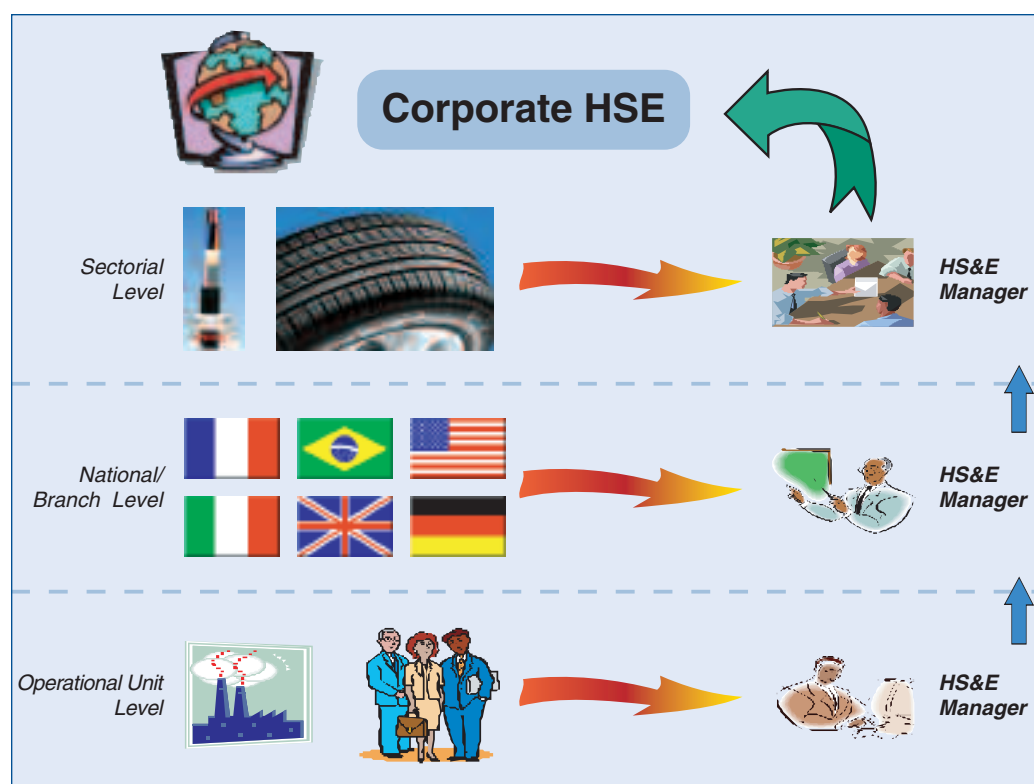 Corporate HSE
Sectorial
Level
HS&E
Manager
National/
Branch Level
HS&E
Manager
Operational Unit
Level
HS&E
Manager